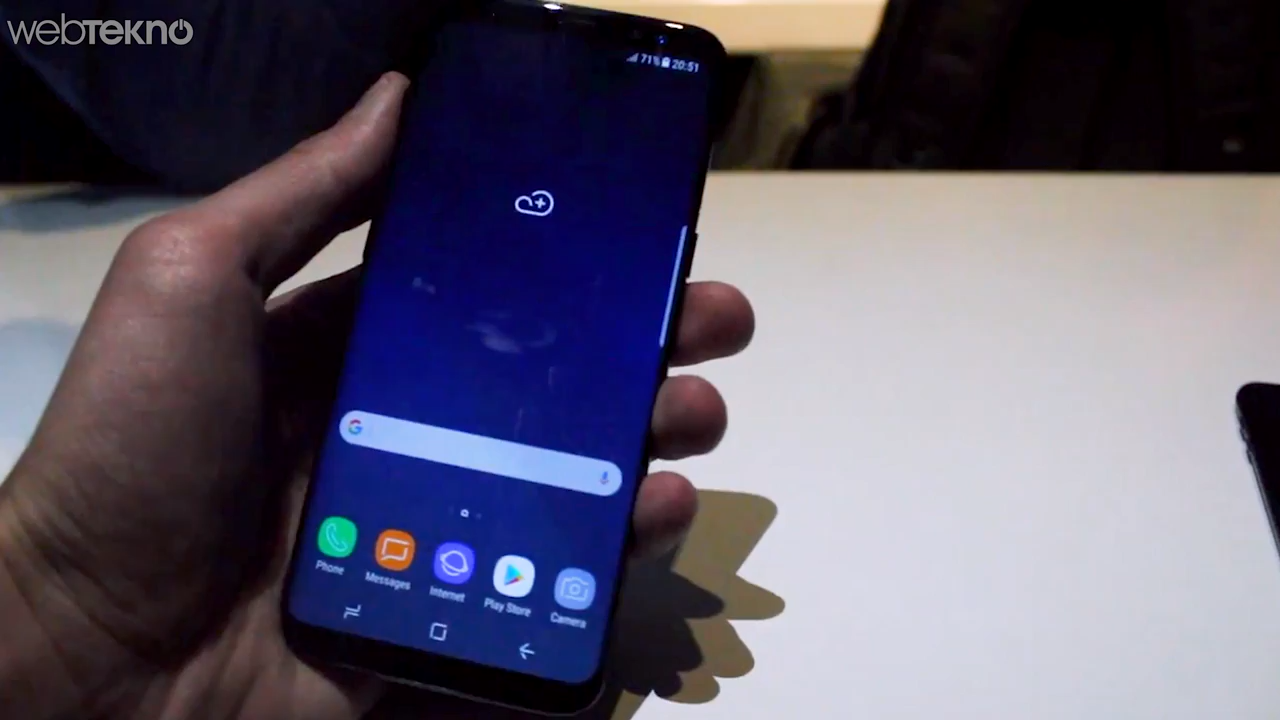 webTEKNO
71% 20:51
Phone
Messages
Internet
Play Store
Camera